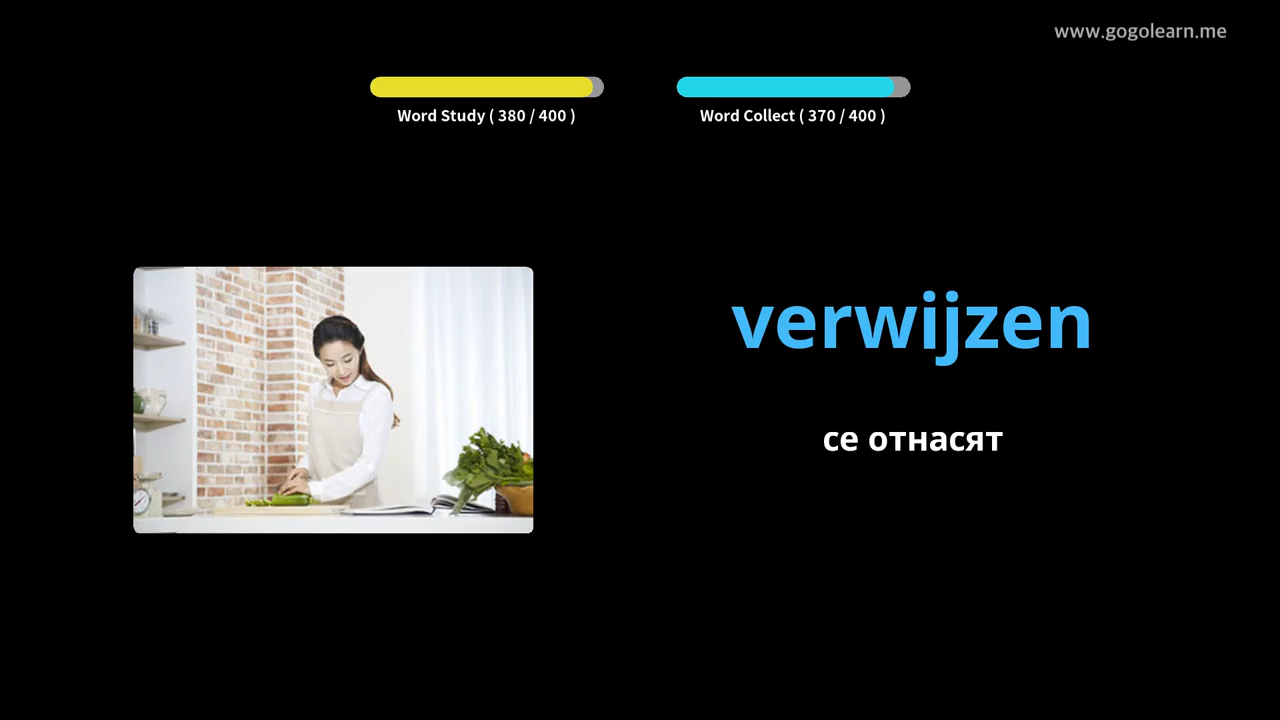 www.gogolearn.me
Word Study ( 380 / 400 )
Word Collect ( 370 / 400 )
verwijzen
се отнасят